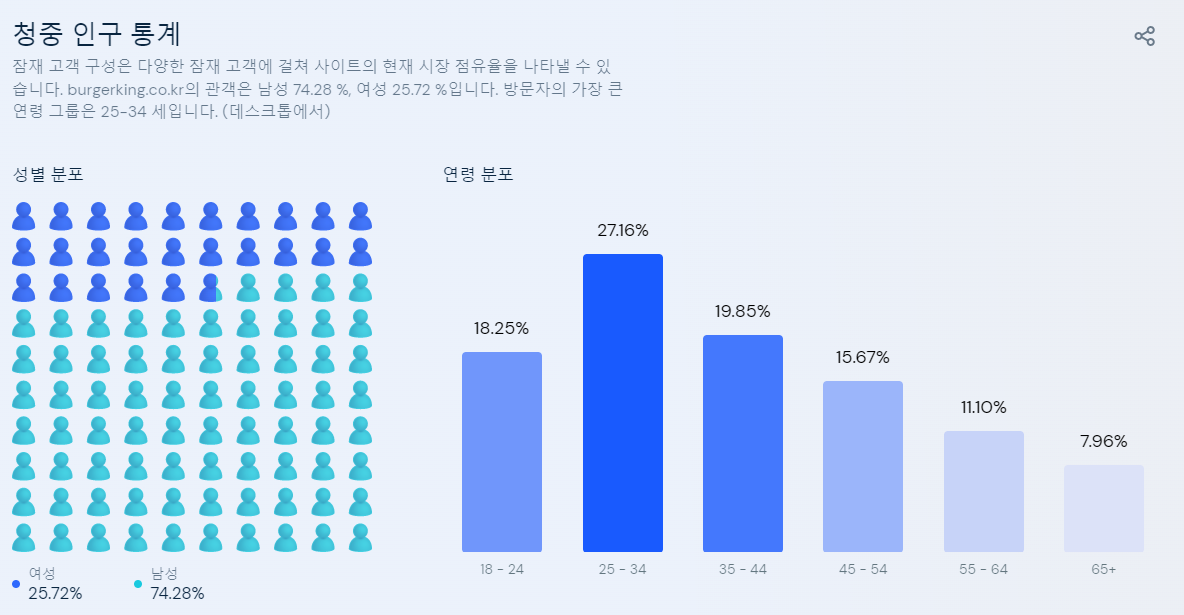 청중 인구 통계
잠재 고객 구성은 다양한 잠재 고객에 걸쳐 사이트의 현재 시장 점유율을 나타낼 수 있
습니다. burgerking.co.kr의 관객은 남성 74.28 %, 여성 25.72 %입니다. 방문자의 가장 큰
연령 그룹은 25-34 세입니다. (데스크톱에서)
성별 분포
여성
25.72%
남성
74.28%
연령 분포
18.25%
27.16%
19.85%
15.67%
11.10%
7.96%
18 - 24
25 - 34
35 - 44
45 - 54
55 - 64
65+